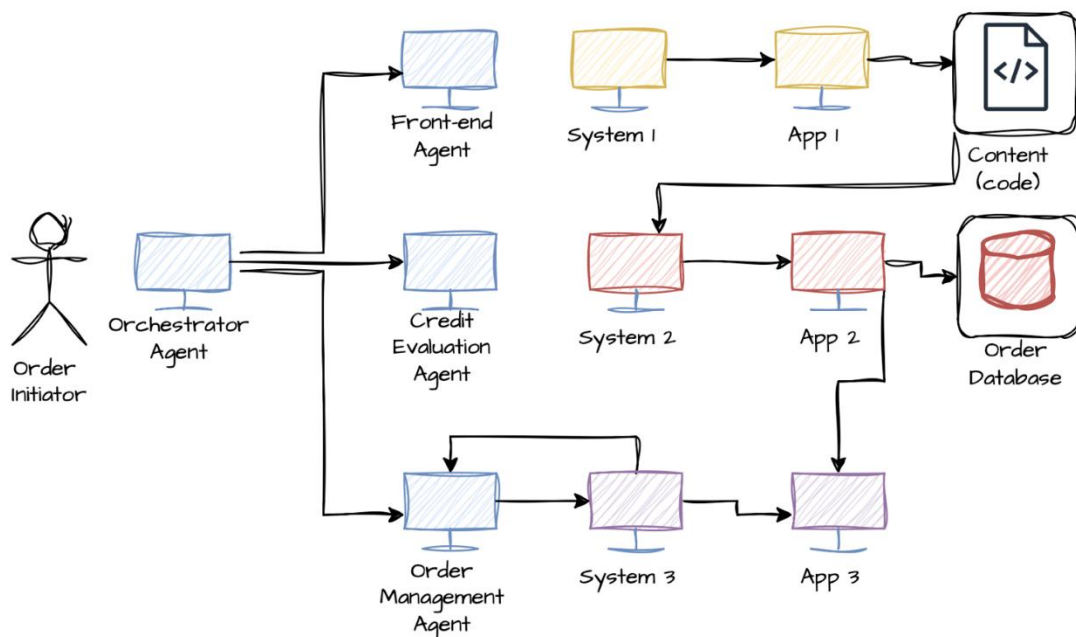 Front-end
Agent
System 1
App 1
Content
(code)
Order
Initiator
Orchestrator
Agent
Credit
Evaluation
Agent
System 2
App 2
Order
Database
Order
Management
Agent
System 3
App 3